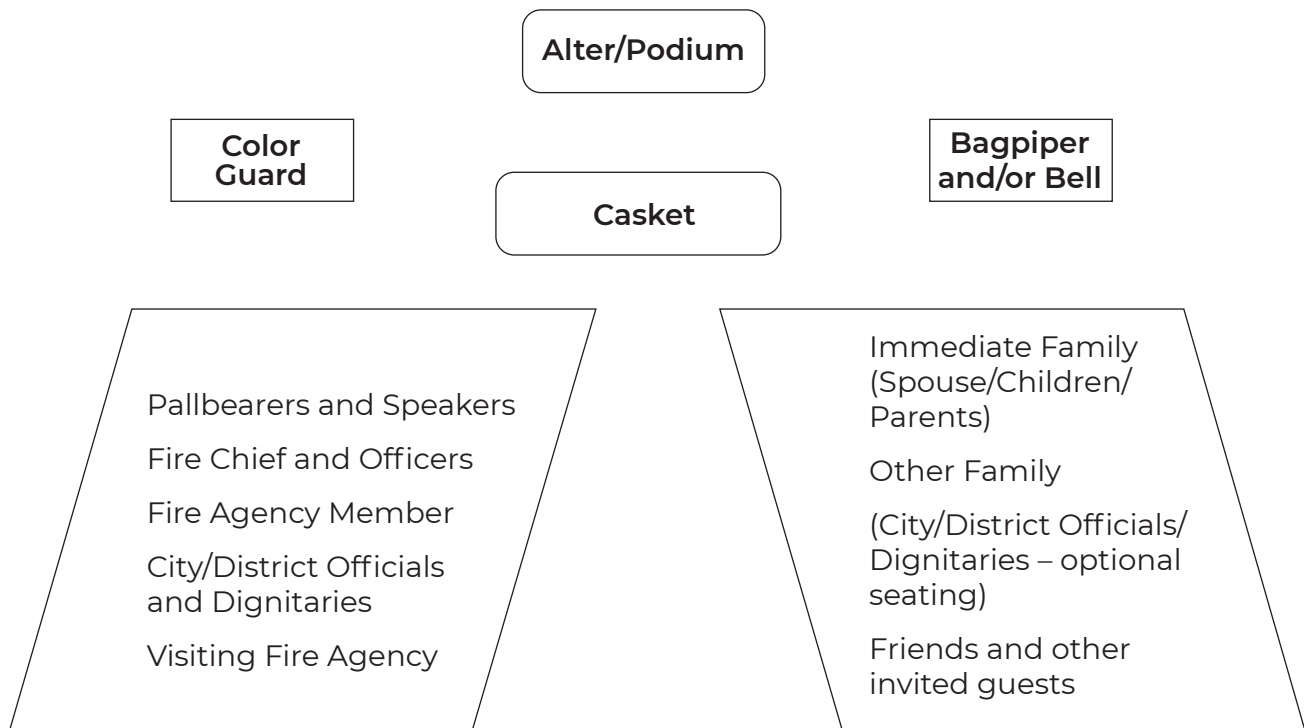 Alter/Podium
Color
Guard
Bagpiper
and/or Bell
Casket
Pallbearers and Speakers
Fire Chief and Officers
Fire Agency Member
City/District Officials
and Dignitaries
Visiting Fire Agency
Immediate Family
(Spouse/Children/
Parents)
Other Family
(City/District Officials/
Dignitaries – optional
seating)
Friends and other
invited guests